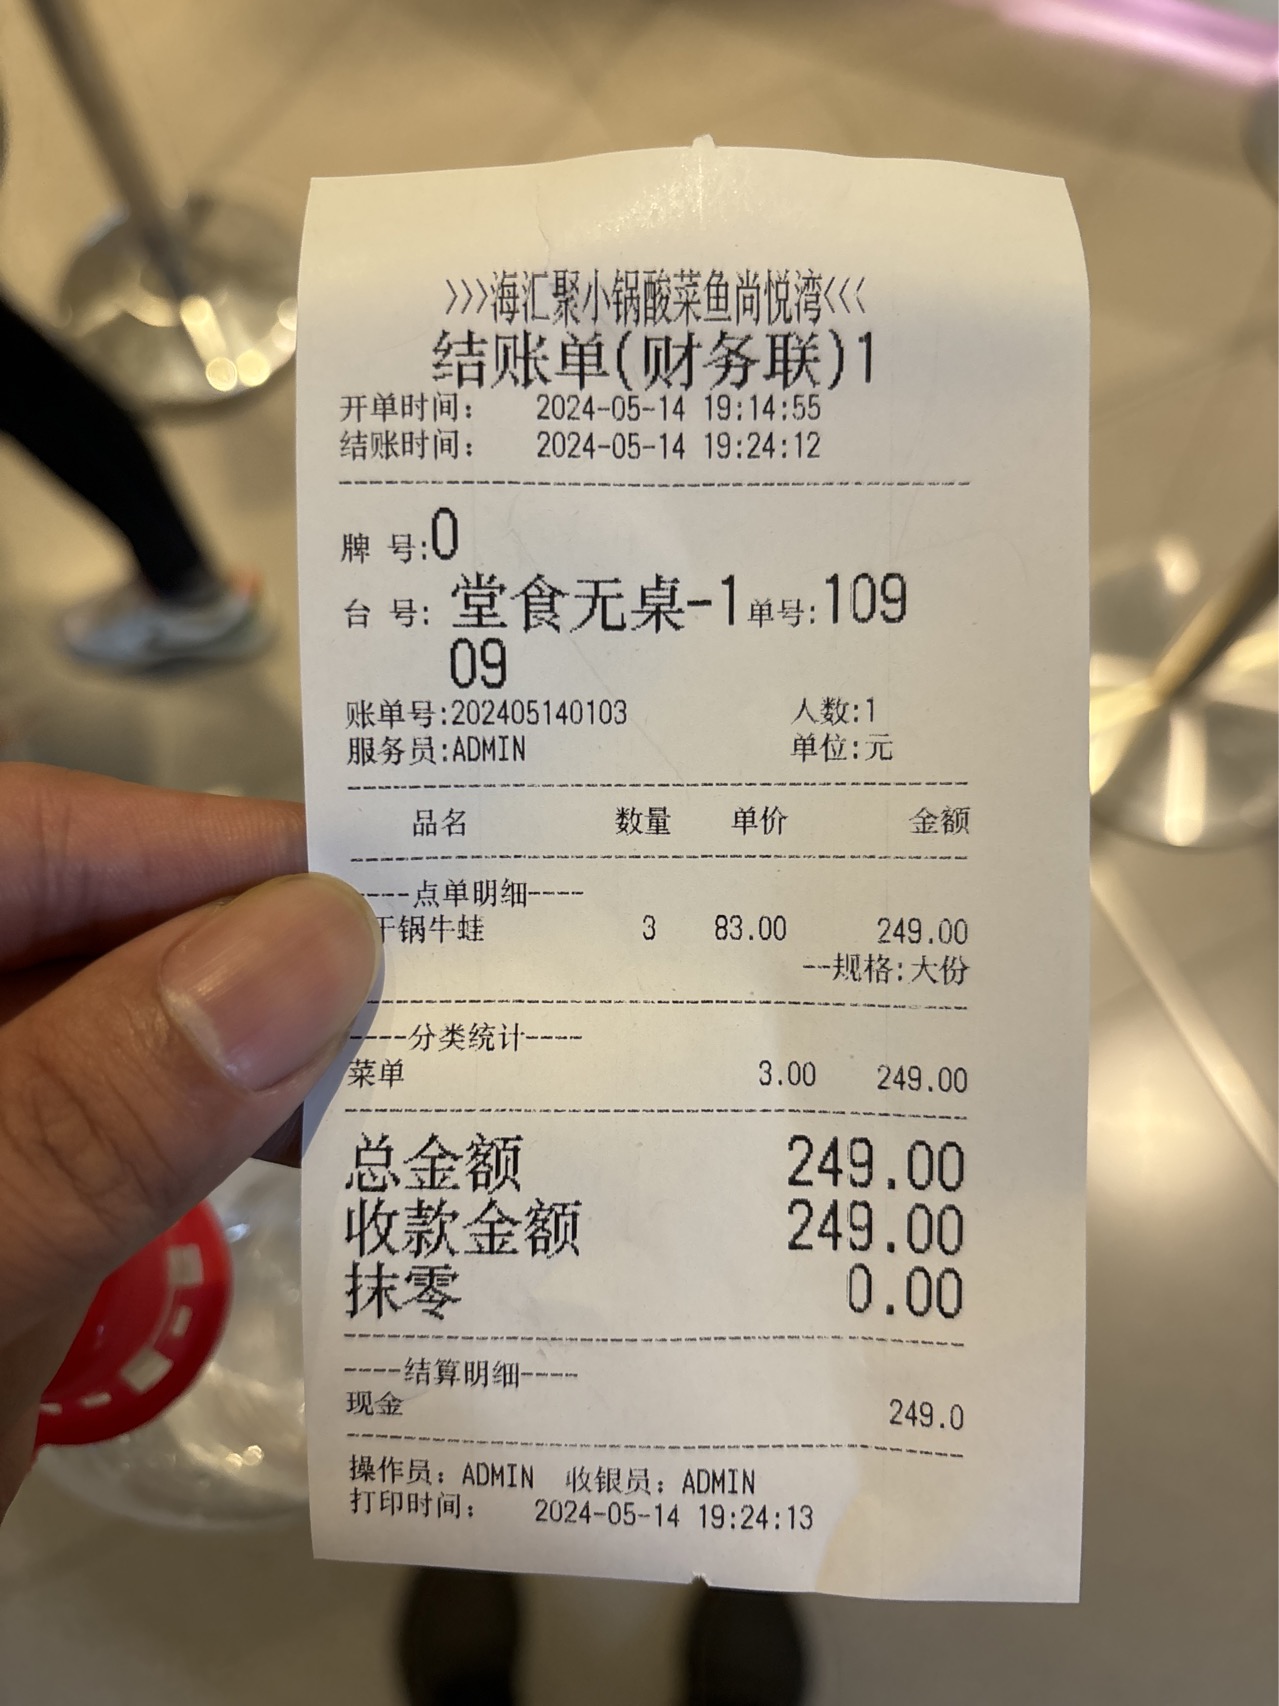 >>>海汇聚小锅酸菜鱼尚悦湾<<<
结账单(财务联)1
开单时间： 2024-05-14 19:14:55
结账时间： 2024-05-14 19:24:12
牌 号:0
台 号: 堂食无桌-1 单号:109
09
账单号:202405140103 人数:1
服务员:ADMIN 单位:元
品名 数量 单价 金额
----点单明细----
干锅牛蛙 3 83.00 249.00
--规格:大份
----分类统计----
菜单 3.00 249.00
总金额 249.00
收款金额 249.00
抹零 0.00
----结算明细----
现金 249.0
操作员：ADMIN 收银员：ADMIN
打印时间： 2024-05-14 19:24:13